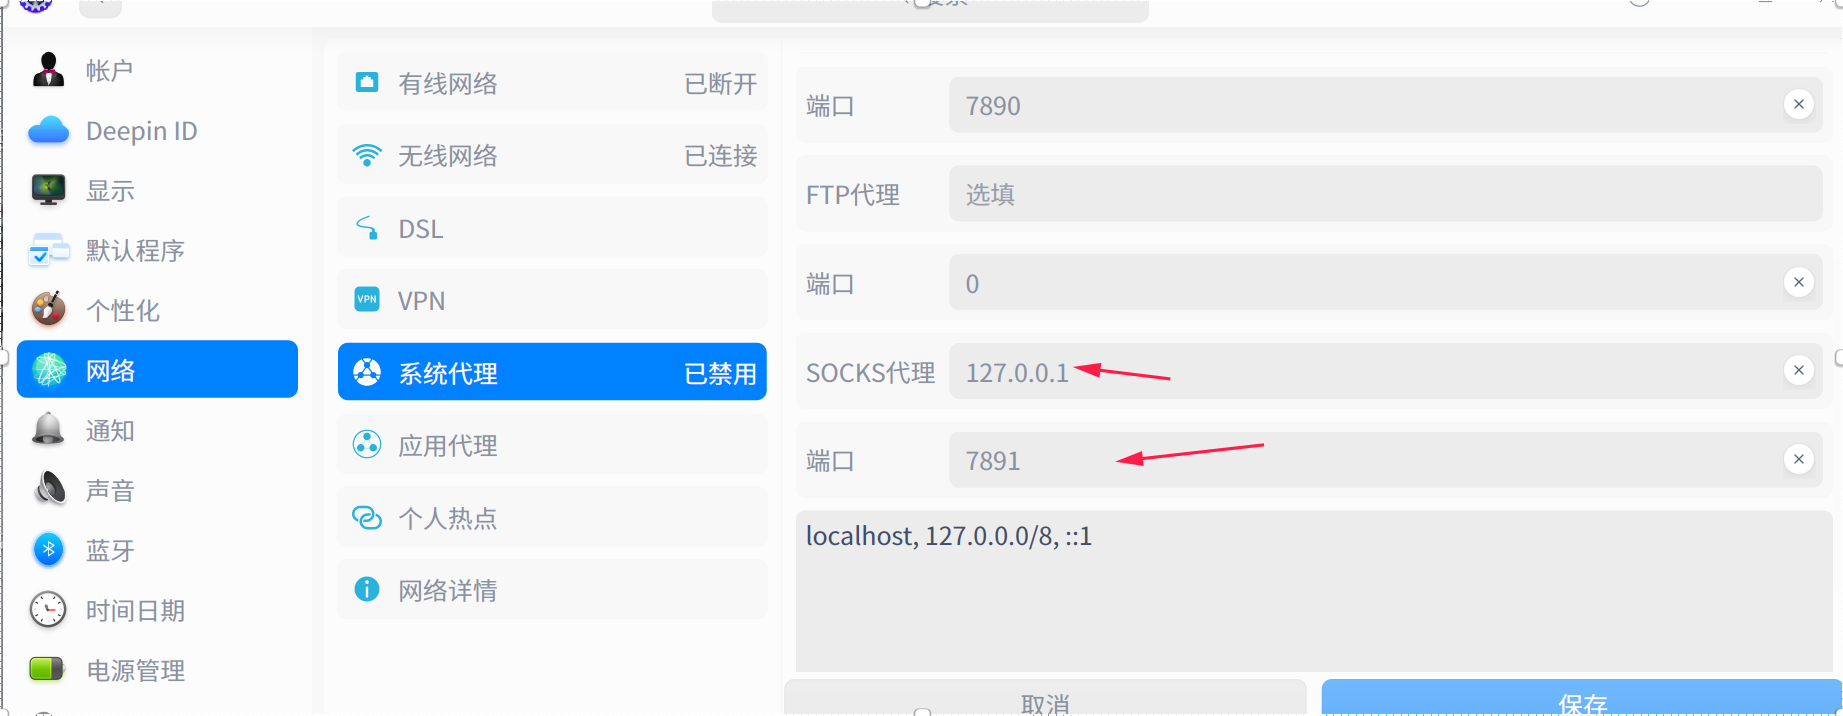 帐户
Deepin ID
显示
默认程序
个性化
网络
通知
声音
蓝牙
时间日期
电源管理
有线网络 已断开
无线网络 已连接
DSL
VPN VPN
系统代理 已禁用
应用代理
个人热点
网络详情
端口 7890
FTP代理 选填
端口 0
SOCKS代理 127.0.0.1
端口 7891
localhost, 127.0.0.0/8, ::1
取消 保存